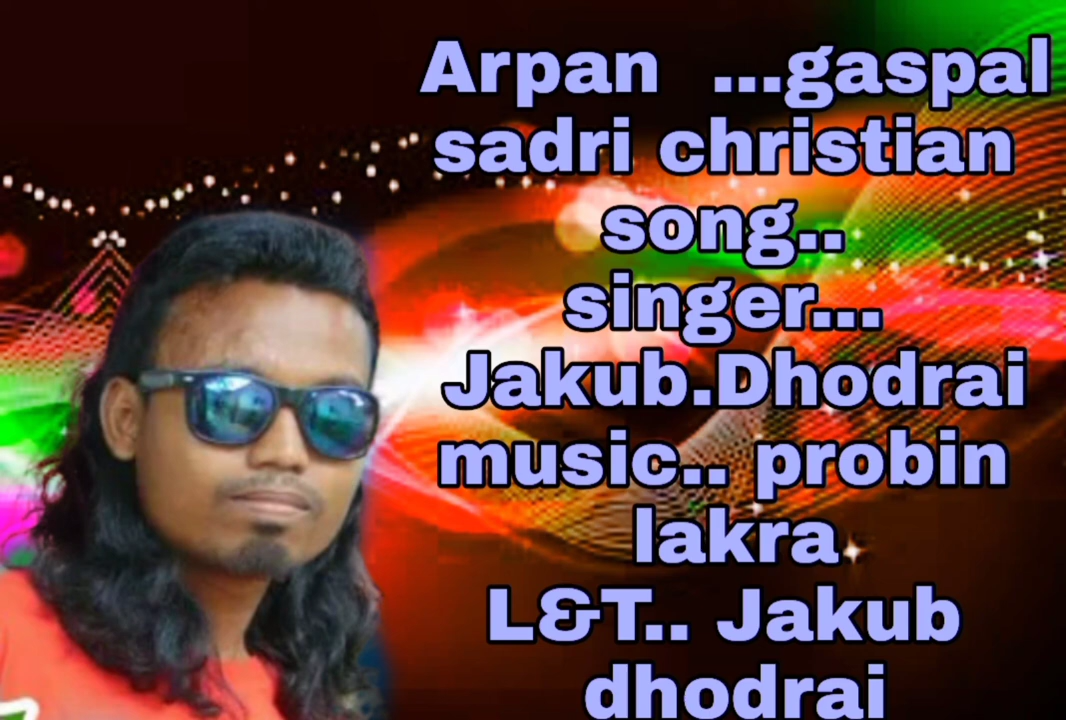 Arpan ...gaspal
sadri christian
song..
singer...
Jakub.Dhodrai
music.. probin
lakra
L&T.. Jakub
dhodrai